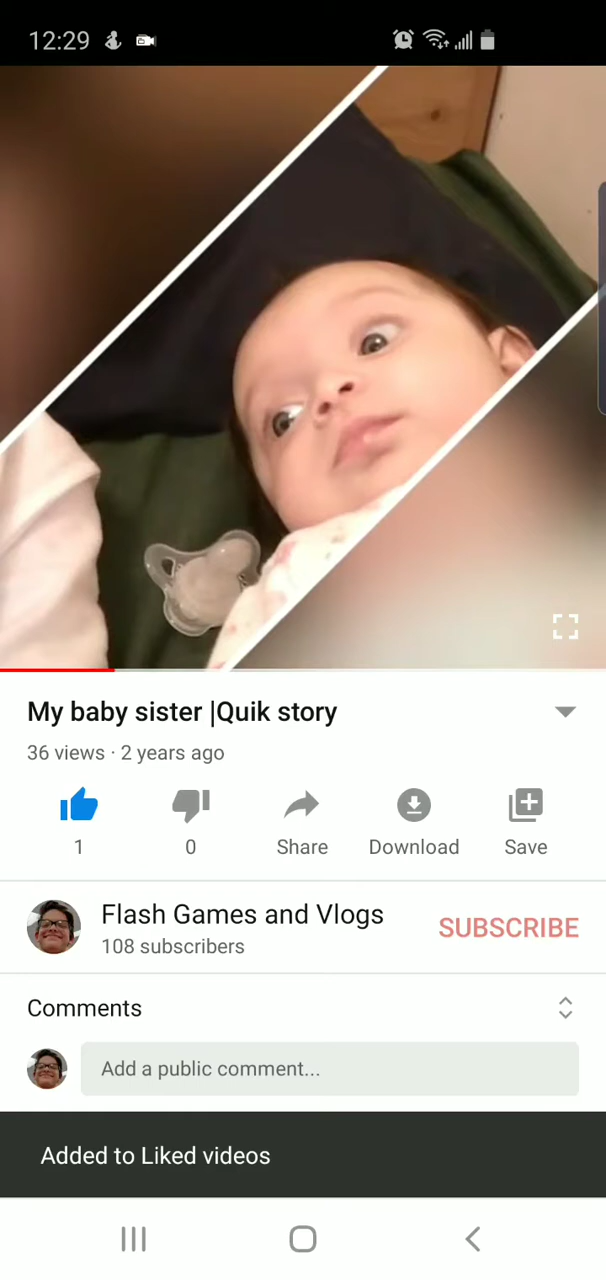 12:29
My baby sister |Quik story
36 views · 2 years ago
1
0
Share
Download
Save
Flash Games and Vlogs
108 subscribers
SUBSCRIBE
Comments
Add a public comment...
Added to Liked videos